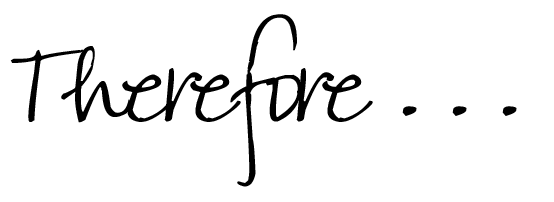 Therefore . . .